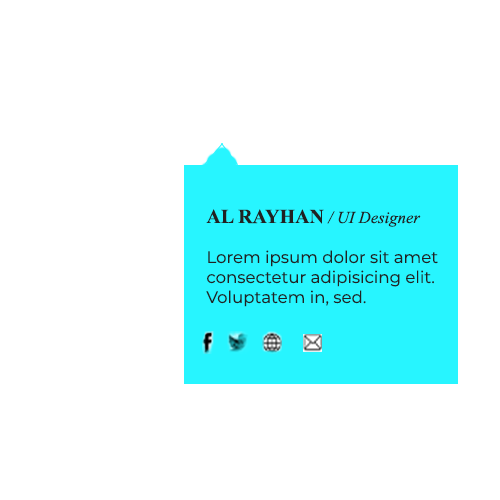 AL RAYHAN / UI Designer
Lorem ipsum dolor sit amet
consectetur adipisicing elit.
Voluptatem in, sed.